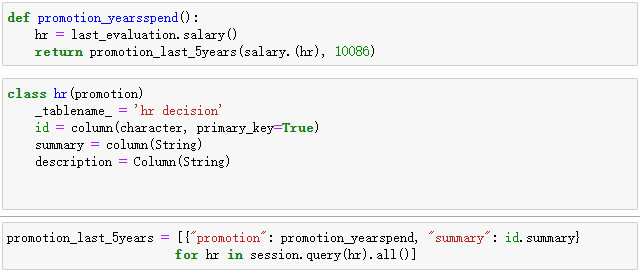 def promotion_yearsspend():
    hr = last_evaluation.salary()
    return promotion_last_5years(salary.(hr), 10086)
class hr(promotion)
    _tablename_ = 'hr decision'
    id = column(character, primary_key=True)
    summary = column(String)
    description = Column(String)
promotion_last_5years = [{"promotion": promotion_yearspend, "summary": id.summary}
                         for hr in session.query(hr).all()]